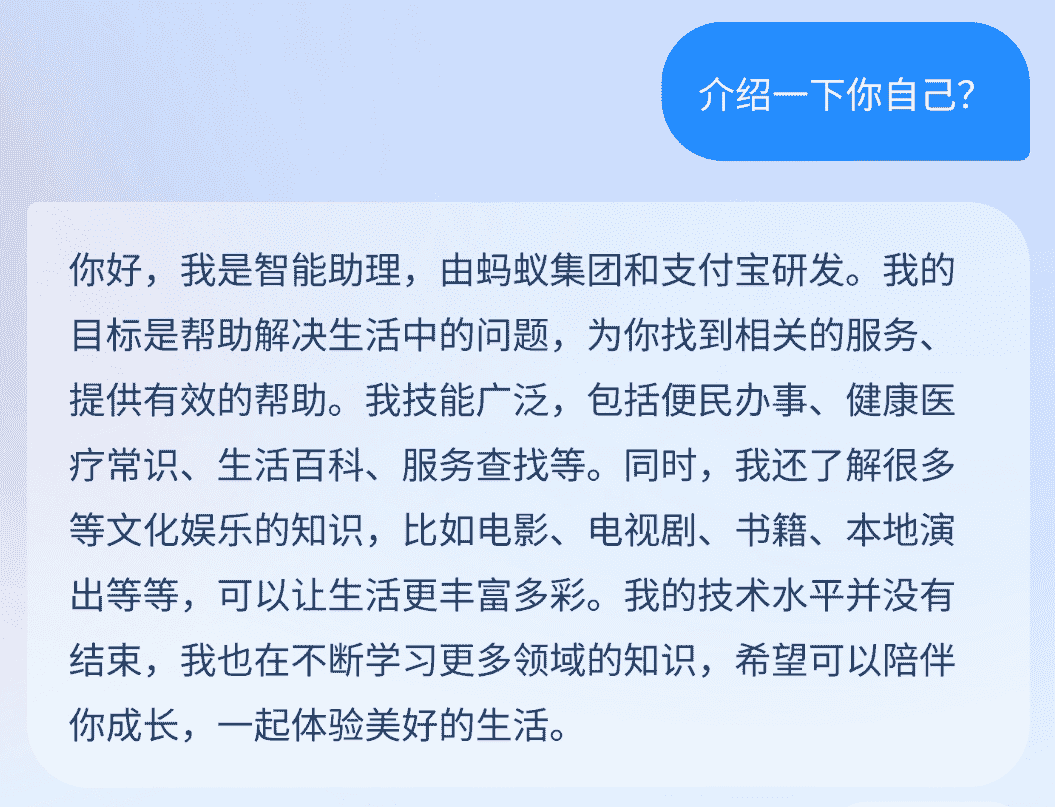 介绍一下你自己？
你好，我是智能助理，由蚂蚁集团和支付宝研发。我的
目标是帮助解决生活中的问题，为你找到相关的服务、
提供有效的帮助。我技能广泛，包括便民办事、健康医
疗常识、生活百科、服务查找等。同时，我还了解很多
等文化娱乐的知识，比如电影、电视剧、书籍、本地演
出等等，可以让生活更丰富多彩。我的技术水平并没有
结束，我也在不断学习更多领域的知识，希望可以陪伴
你成长，一起体验美好的生活。